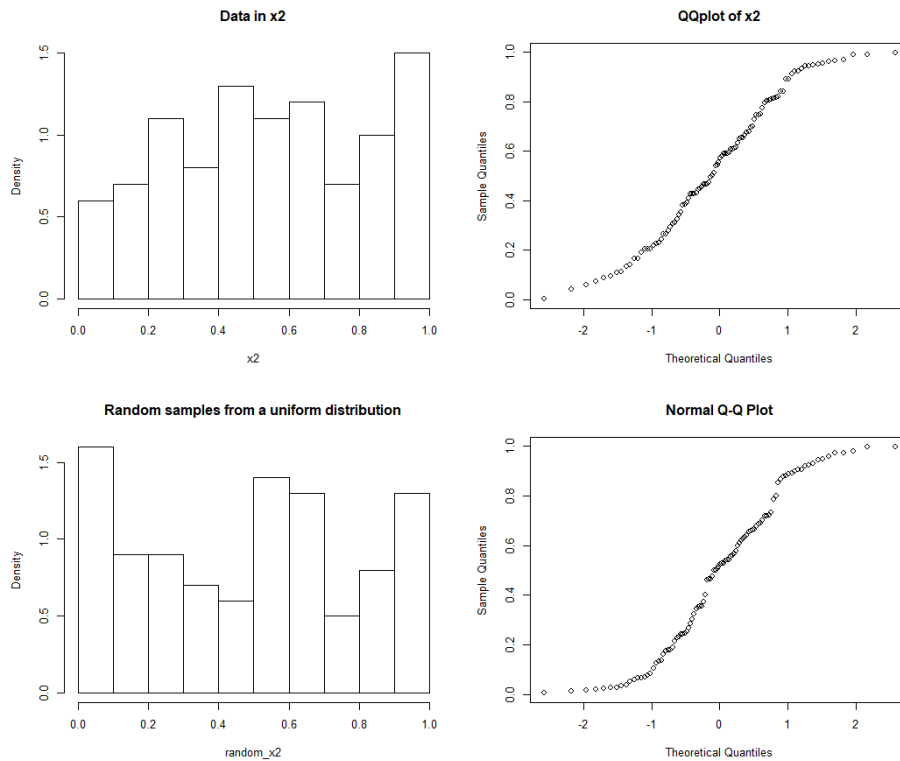 Data in x2
Density
0.0 0.5 1.0 1.5
0.0 0.2 0.4 0.6 0.8 1.0
x2
QQplot of x2
Sample Quantiles
0.0 0.2 0.4 0.6 0.8 1.0
-2 -1 0 1 2
Theoretical Quantiles
Random samples from a uniform distribution
Density
0.0 0.5 1.0 1.5
0.0 0.2 0.4 0.6 0.8 1.0
random_x2
Normal Q-Q Plot
Sample Quantiles
0.0 0.2 0.4 0.6 0.8 1.0
-2 -1 0 1 2
Theoretical Quantiles